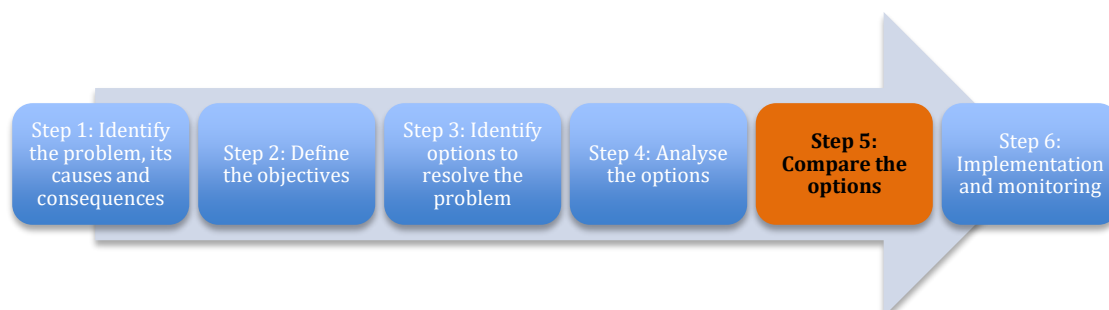 Step 1: Identify
the problem, its
causes and
consequences
Step 2: Define
the objectives
Step 3: Identify
options to
resolve the
problem
Step 4: Analyse
the options
Step 5:
Compare the
options
Step 6:
Implementation
and monitoring